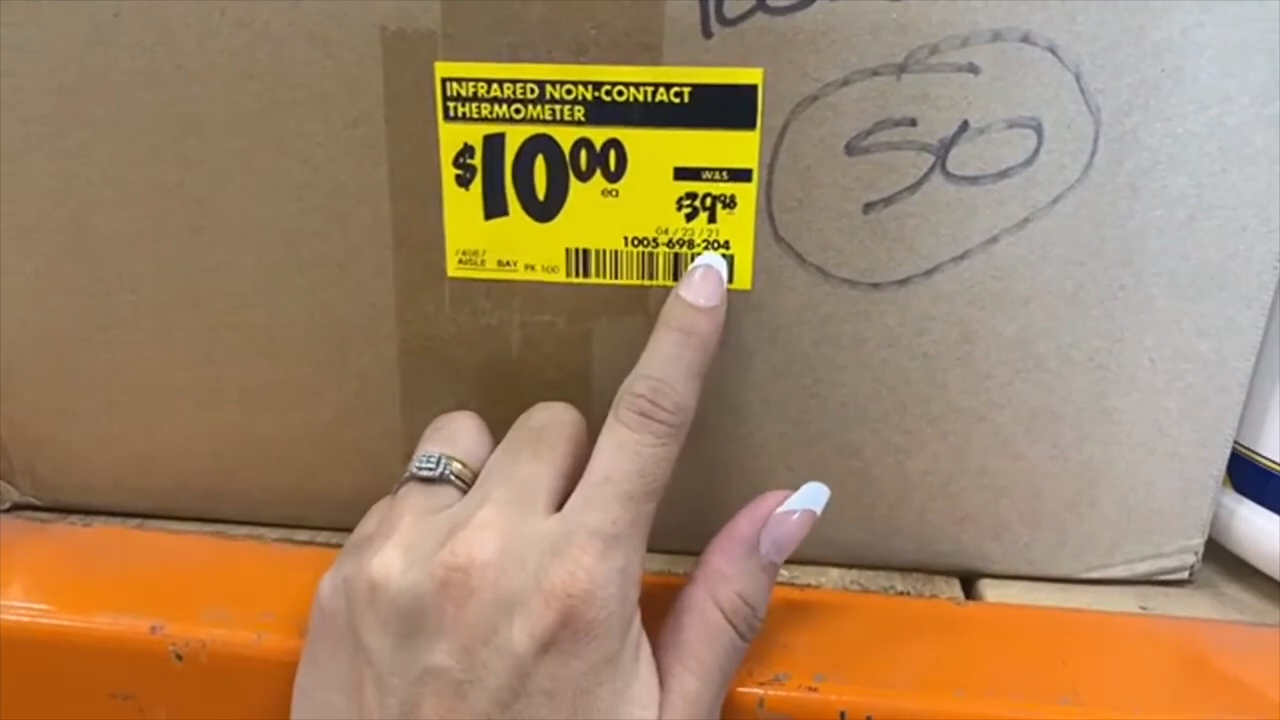 50
INFRARED NON-CONTACT
THERMOMETER
$10.00
ea
WAS
$39.98
04/23/21
1005-698-204
AISLE BAY PK 100